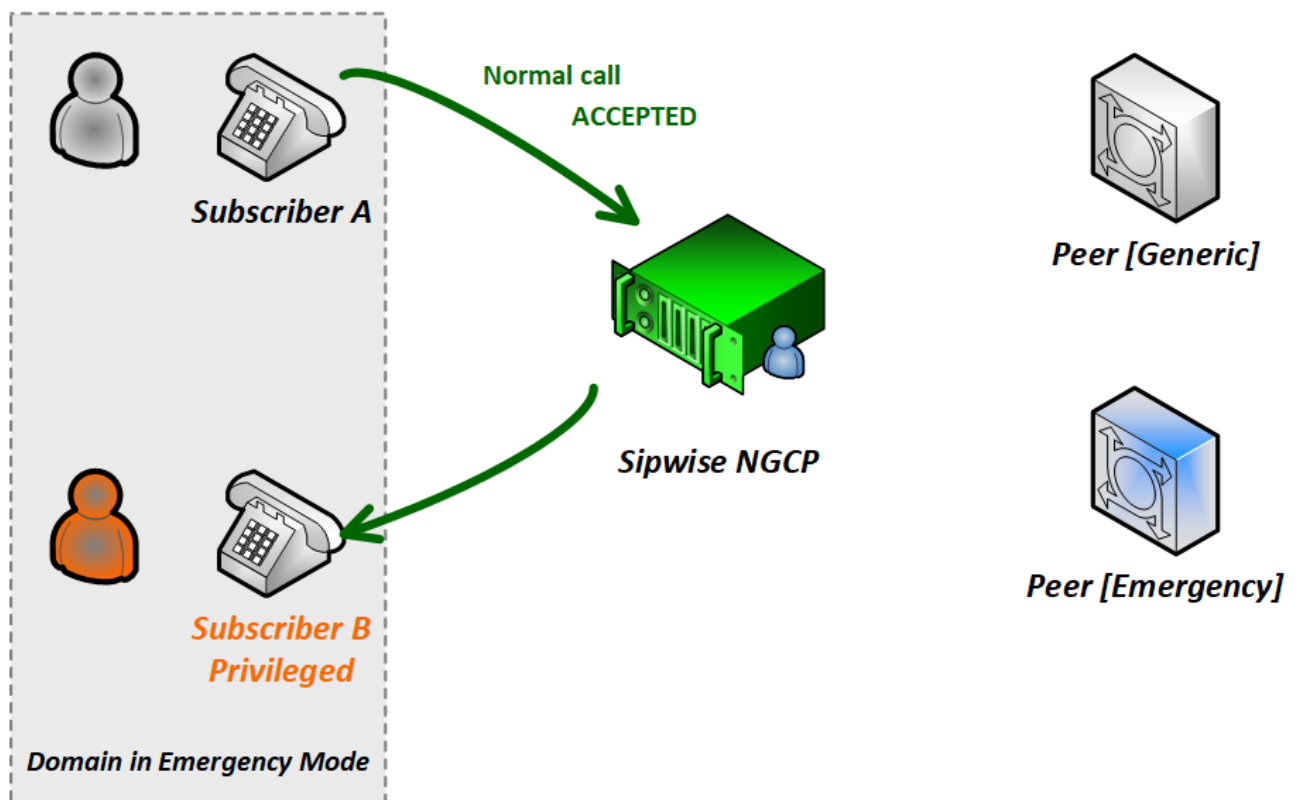 Normal call
ACCEPTED
Subscriber A
Peer [Generic]
Sipwise NGCP
Peer [Emergency]
Subscriber B
Privileged
Domain in Emergency Mode